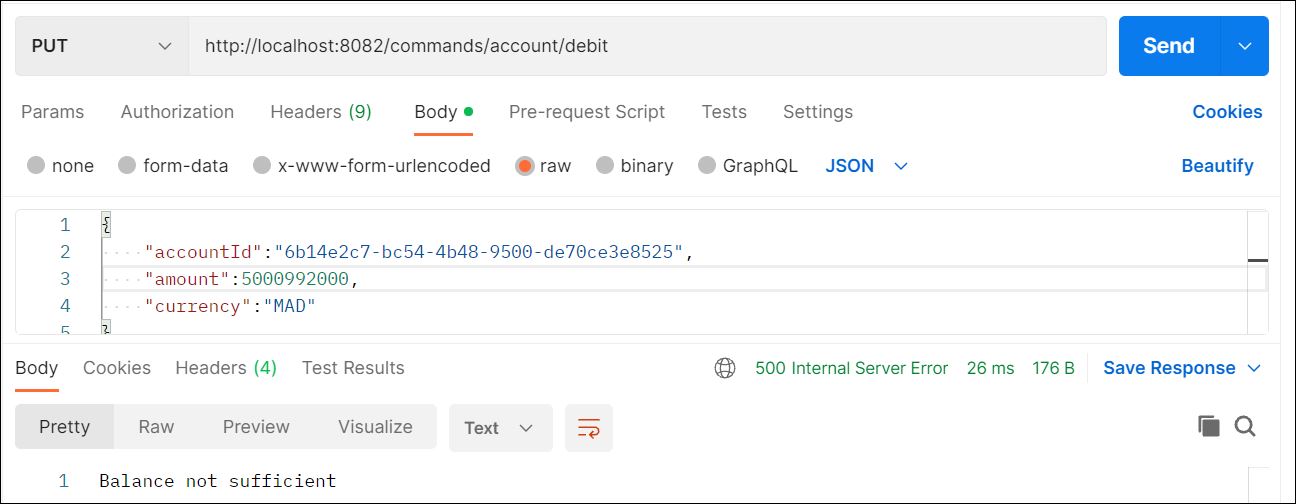 PUT http://localhost:8082/commands/account/debit Send
Params Authorization Headers (9) Body Pre-request Script Tests Settings Cookies
none form-data x-www-form-urlencoded raw binary GraphQL JSON Beautify
1 {
2 "accountId":"6b14e2c7-bc54-4b48-9500-de70ce3e8525",
3 "amount":5000992000,
4 "currency":"MAD"
5 }
Body Cookies Headers (4) Test Results 500 Internal Server Error 26 ms 176 B Save Response
Pretty Raw Preview Visualize Text
1 Balance not sufficient